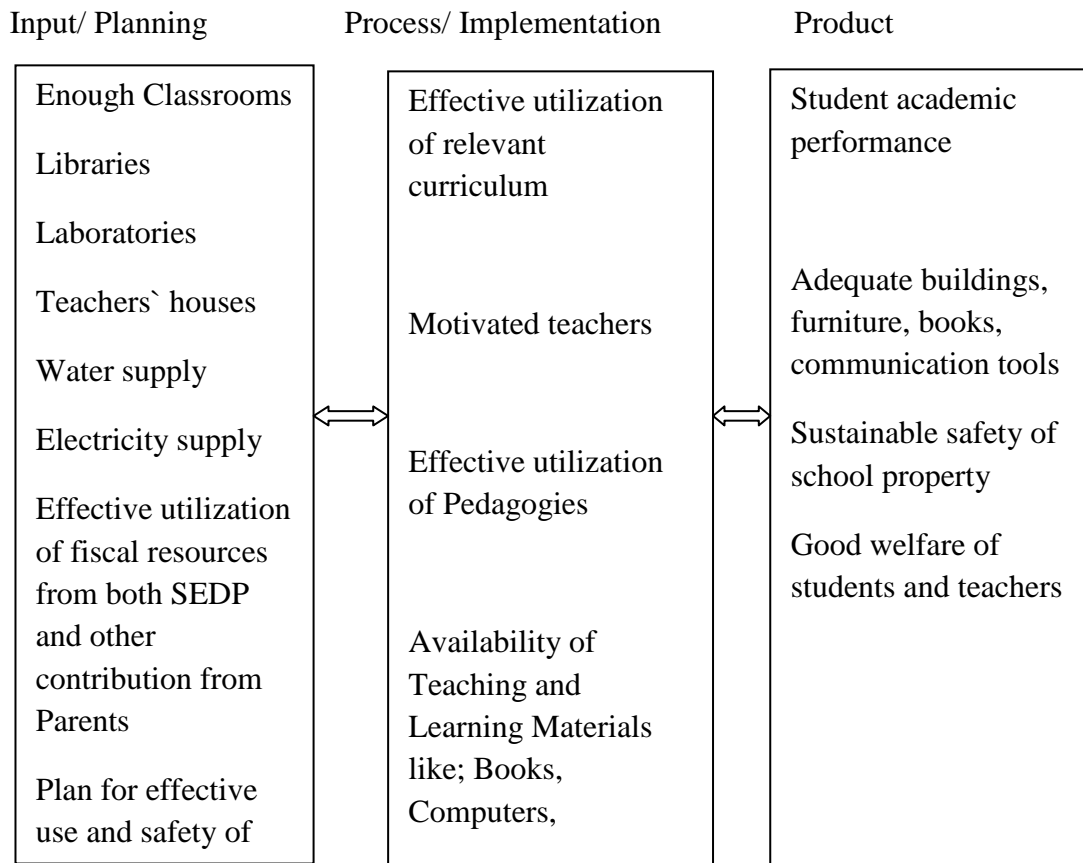 Input/ Planning
Process/ Implementation
Product
Enough Classrooms
Libraries
Laboratories
Teachers` houses
Water supply
Electricity supply
Effective utilization
of fiscal resources
from both SEDP
and other
contribution from
Parents
Plan for effective
use and safety of
Effective utilization
of relevant
curriculum
Motivated teachers
Effective utilization
of Pedagogies
Availability of
Teaching and
Learning Materials
like; Books,
Computers,
Student academic
performance
Adequate buildings,
furniture, books,
communication tools
Sustainable safety of
school property
Good welfare of
students and teachers